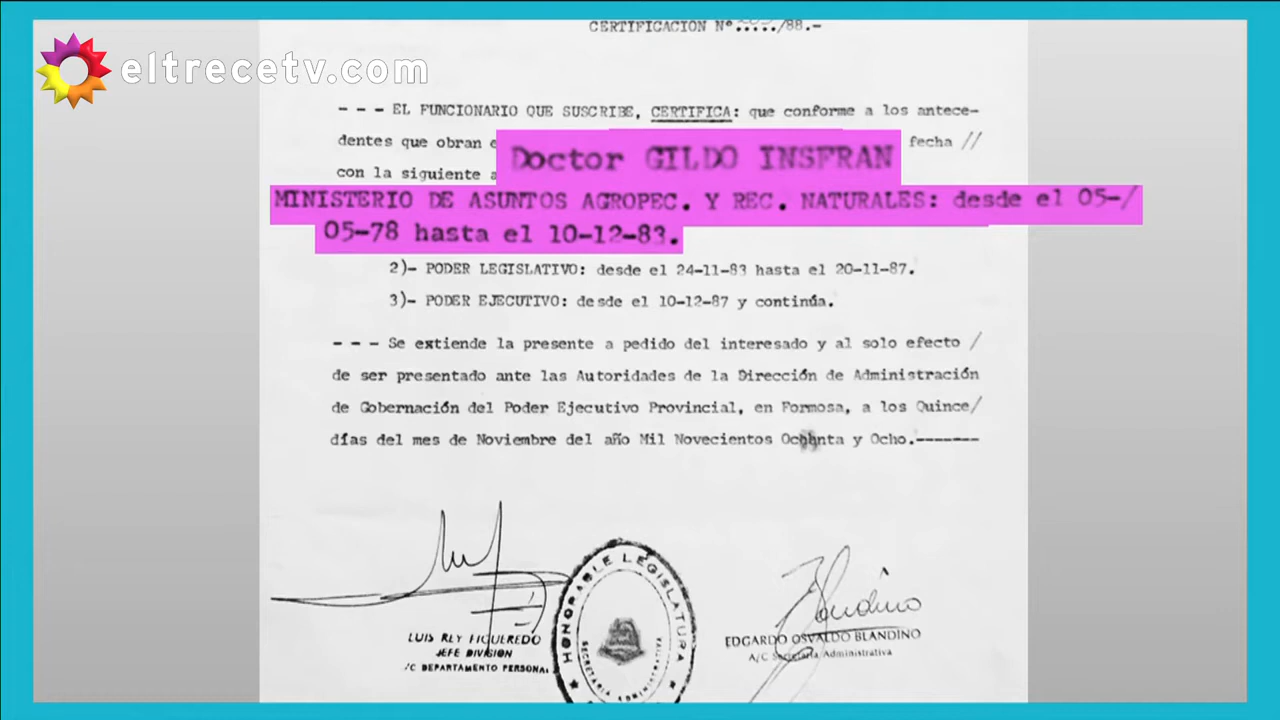 eltrecetv.com
CERTIFICACION Nº...../88.-
--- EL FUNCIONARIO QUE SUSCRIBE, CERTIFICA: que conforme a los antece-
dentes que obran e
fecha //
Doctor GILDO INSFRAN
con la siguiente a
MINISTERIO DE ASUNTOS AGROPEC. Y REC. NATURALES: desde el 05-/
05-78 hasta el 10-12-83.
2)- PODER LEGISLATIVO: desde el 24-11-83 hasta el 20-11-87.
3)- PODER EJECUTIVO: desde el 10-12-87 y continúa.
--- Se extiende la presente a pedido del interesado y al solo efecto /
de ser presentado ante las Autoridades de la Dirección de Administración
de Gobernación del Poder Ejecutivo Provincial, en Formosa, a los Quince/
días del mes de Noviembre del año Mil Novecientos Ochenta y Ocho.-------
LUIS REY FIGUEREDO
JEFE DIVISION
/C DEPARTAMENTO PERSONAL
HONORABLE LEGISLATURA
SECRETARIA ADMINISTRATIVA
Blandino
EDGARDO OSVALDO BLANDINO
A/C Secretaría Administrativa